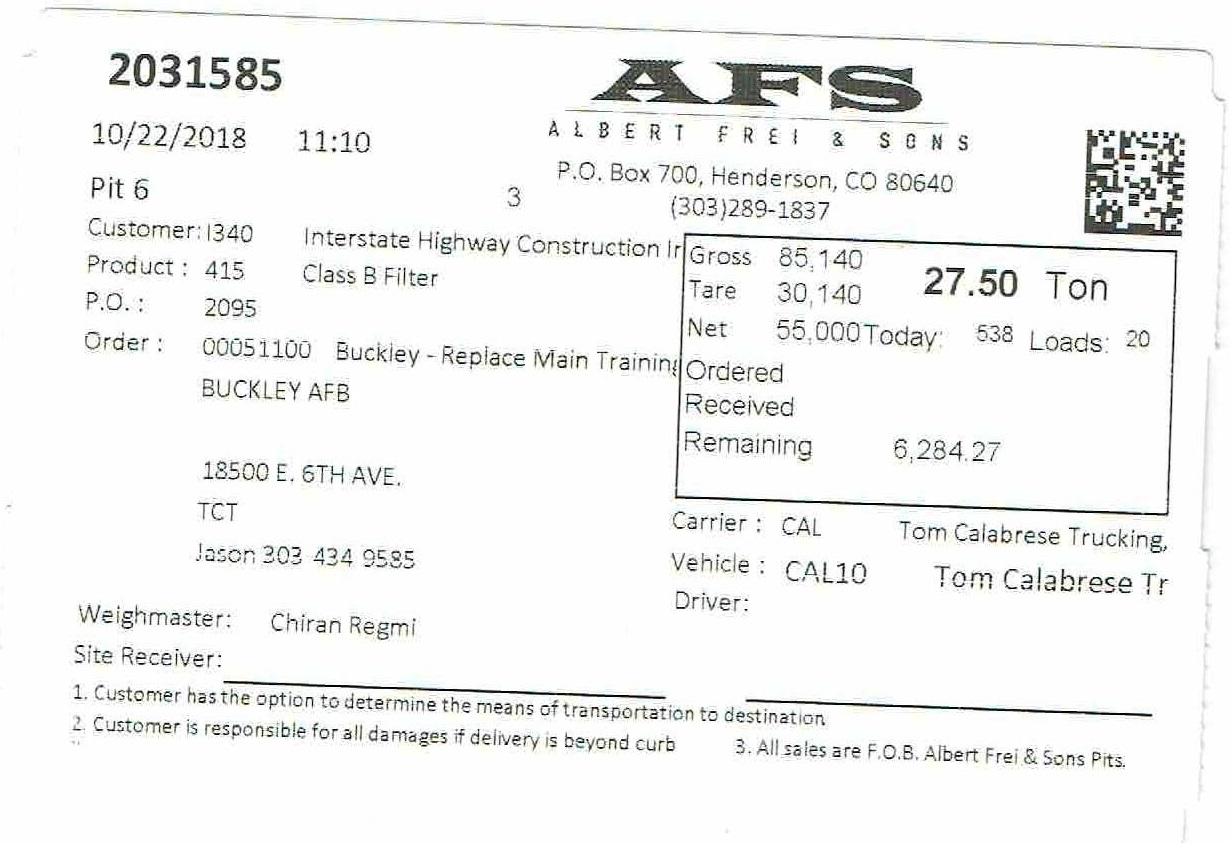 2031585
AFS
ALBERT FREI & SONS
10/22/2018 11:10
P.O. Box 700, Henderson, CO 80640
Pit 6 3
(303)289-1837
Customer: I340 Interstate Highway Construction Ir
Product : 415 Class B Filter
P.O. : 2095
Order : 00051100 Buckley - Replace Main Training
BUCKLEY AFB
18500 E. 6TH AVE.
TCT
Jason 303 434 9585
Gross 85,140 27.50 Ton
Tare 30,140
Net 55,000 Today: 538 Loads: 20
Ordered
Received
Remaining 6,284.27
Carrier : CAL Tom Calabrese Trucking,
Vehicle : CAL10 Tom Calabrese Tr
Driver:
Weighmaster: Chiran Regmi
Site Receiver:
1. Customer has the option to determine the means of transportation to destination
2. Customer is responsible for all damages if delivery is beyond curb 3. All sales are F.O.B. Albert Frei & Sons Pits.